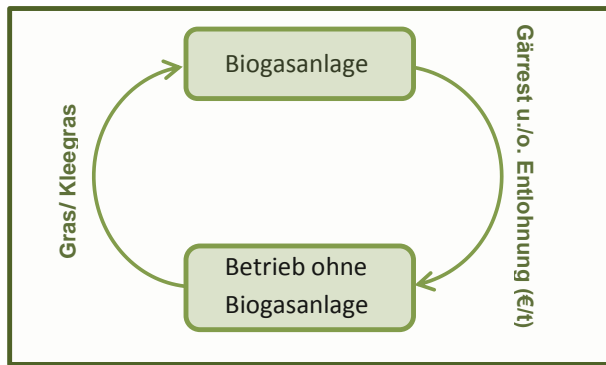 Biogasanlage
Gärrest u./o. Entlohnung (€/t)
Gras/ Kleegras
Betrieb ohne
Biogasanlage